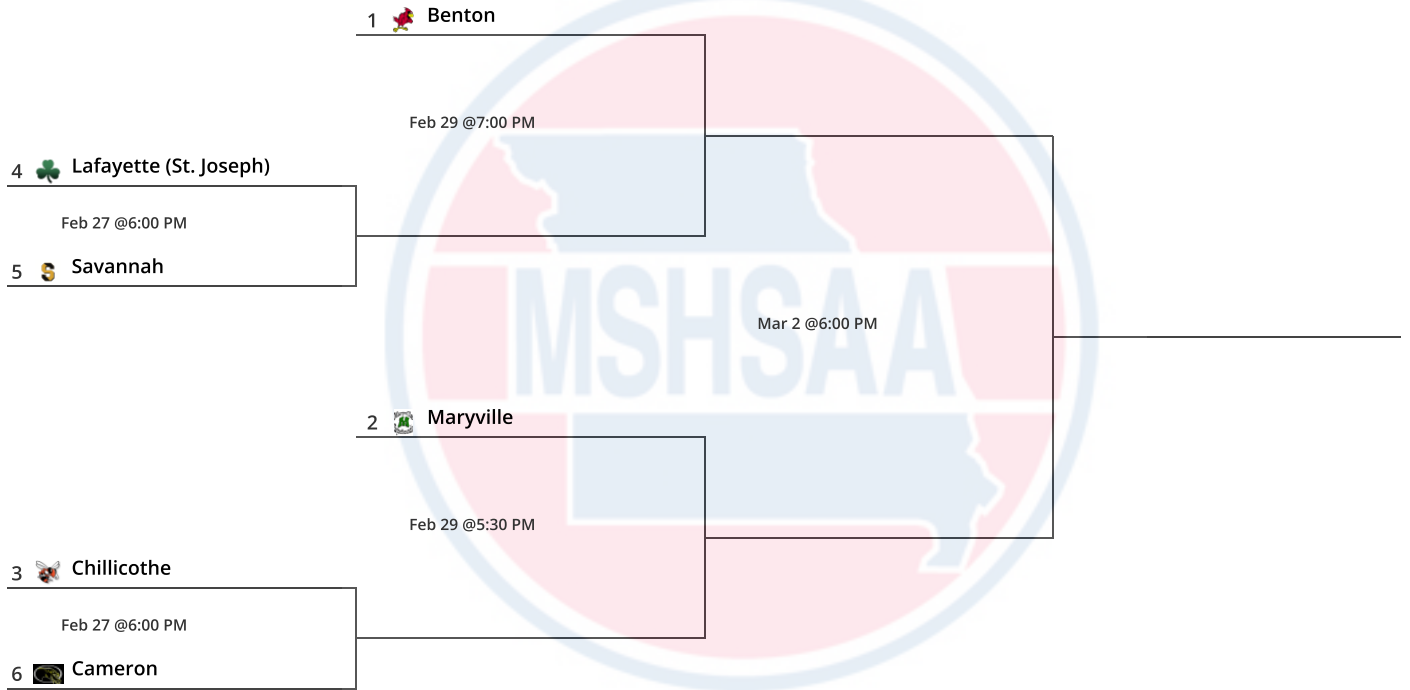 1 Benton
Feb 29 @7:00 PM
4 Lafayette (St. Joseph)
Feb 27 @6:00 PM
5 S Savannah
Mar 2 @6:00 PM
MSHSAA
2 M Maryville
Feb 29 @5:30 PM
3 Chillicothe
Feb 27 @6:00 PM
6 Cameron